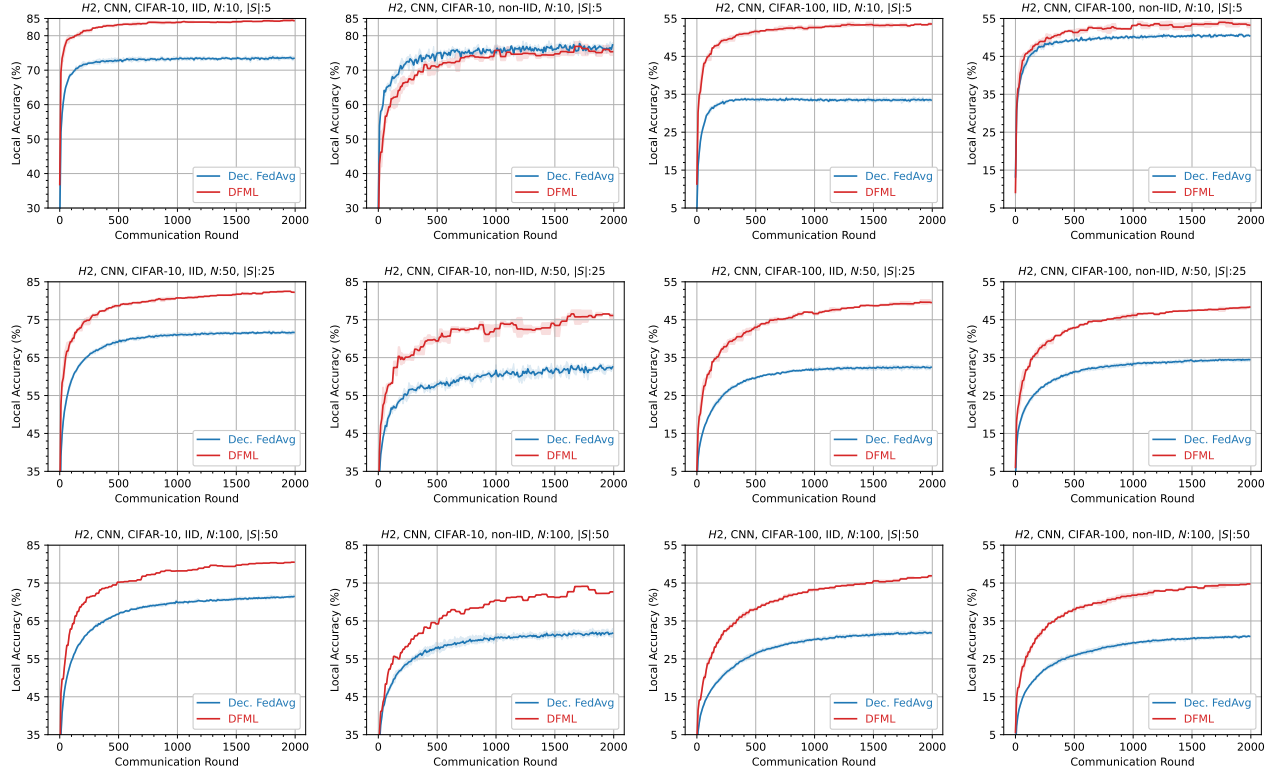 H2, CNN, CIFAR-10, IID, N:10, |S|:5
85
80
70
60
50
40
30
0
500
1000
1500
2000
Local Accuracy (%)
Communication Round
Dec. FedAvg
DFML
H2, CNN, CIFAR-10, non-IID, N:10, |S|:5
85
80
70
60
50
40
30
0
500
1000
1500
2000
Local Accuracy (%)
Communication Round
Dec. FedAvg
DFML
H2, CNN, CIFAR-100, IID, N:10, |S|:5
55
45
35
25
15
5
0
500
1000
1500
2000
Local Accuracy (%)
Communication Round
Dec. FedAvg
DFML
H2, CNN, CIFAR-100, non-IID, N:10, |S|:5
55
45
35
25
15
5
0
500
1000
1500
2000
Local Accuracy (%)
Communication Round
Dec. FedAvg
DFML
H2, CNN, CIFAR-10, IID, N:50, |S|:25
85
75
65
55
45
35
0
500
1000
1500
2000
Local Accuracy (%)
Communication Round
Dec. FedAvg
DFML
H2, CNN, CIFAR-10, non-IID, N:50, |S|:25
85
75
65
55
45
35
0
500
1000
1500
2000
Local Accuracy (%)
Communication Round
Dec. FedAvg
DFML
H2, CNN, CIFAR-100, IID, N:50, |S|:25
55
45
35
25
15
5
0
500
1000
1500
2000
Local Accuracy (%)
Communication Round
Dec. FedAvg
DFML
H2, CNN, CIFAR-100, non-IID, N:50, |S|:25
55
45
35
25
15
5
0
500
1000
1500
2000
Local Accuracy (%)
Communication Round
Dec. FedAvg
DFML
H2, CNN, CIFAR-10, IID, N:100, |S|:50
85
75
65
55
45
35
0
500
1000
1500
2000
Local Accuracy (%)
Communication Round
Dec. FedAvg
DFML
H2, CNN, CIFAR-10, non-IID, N:100, |S|:50
85
75
65
55
45
35
0
500
1000
1500
2000
Local Accuracy (%)
Communication Round
Dec. FedAvg
DFML
H2, CNN, CIFAR-100, IID, N:100, |S|:50
55
45
35
25
15
5
0
500
1000
1500
2000
Local Accuracy (%)
Communication Round
Dec. FedAvg
DFML
H2, CNN, CIFAR-100, non-IID, N:100, |S|:50
55
45
35
25
15
5
0
500
1000
1500
2000
Local Accuracy (%)
Communication Round
Dec. FedAvg
DFML